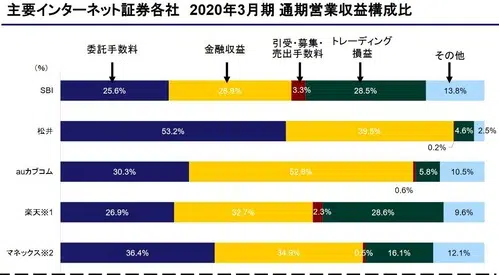 主要インターネット証券各社 2020年3月期 通期営業収益構成比
委託手数料 金融収益 引受・募集・売出手数料 トレーディング損益 その他
(%)
SBI 25.6% 28.8% 3.3% 28.5% 13.8%
松井 53.2% 39.5% 0.2% 4.6% 2.5%
auカブコム 30.3% 52.8% 0.6% 5.8% 10.5%
楽天※1 26.9% 32.7% 2.3% 28.6% 9.6%
マネックス※2 36.4% 34.9% 0.5% 16.1% 12.1%